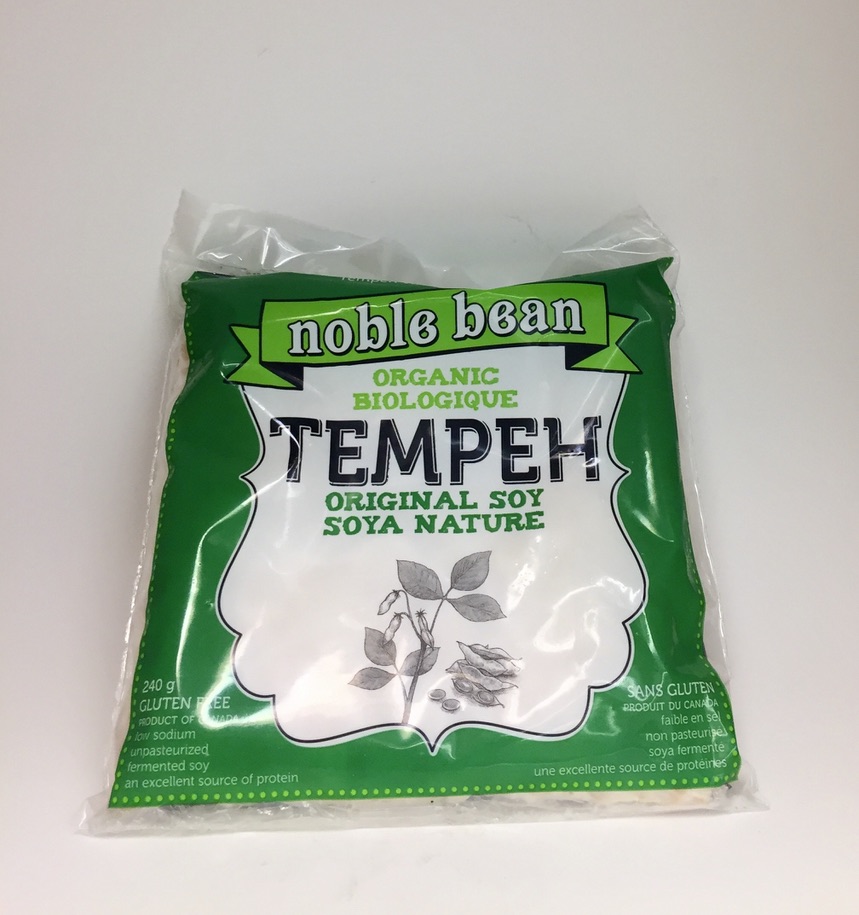 noble bean
ORGANIC
BIOLOGIQUE
TEMPEH
ORIGINAL SOY
SOYA NATURE
240 g
GLUTEN FREE
PRODUCT OF CANADA
low sodium
unpasteurized
fermented soy
an excellent source of protein
SANS GLUTEN
PRODUIT DU CANADA
faible en sel
non pasteurisé
soya fermenté
une excellente source de protéines